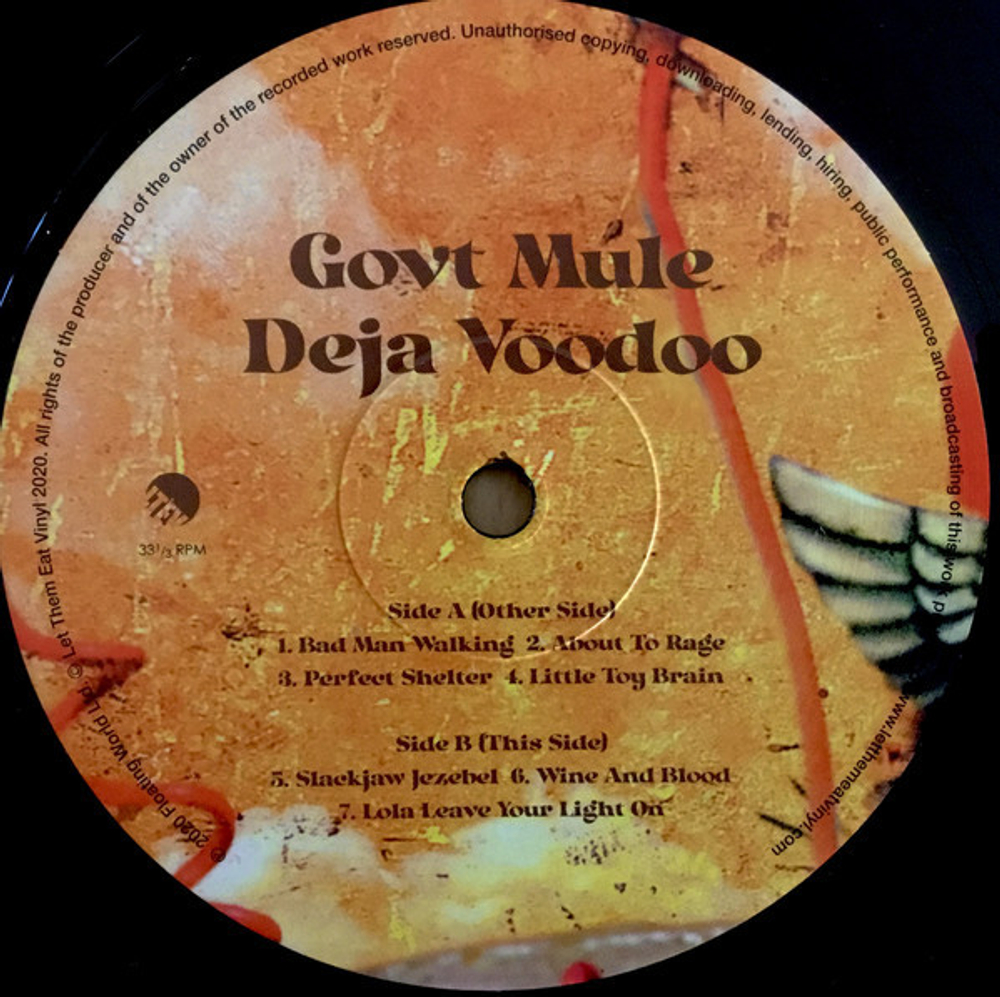 Govt Mule
Deja Voodoo
33 1/3 RPM
Side A (Other Side)
1. Bad Man Walking 2. About To Rage
3. Perfect Shelter 4. Little Toy Brain
Side B (This Side)
5. Slackjaw Jezebel 6. Wine And Blood
7. Lola Leave Your Light On
℗ 2020 Floating World Ltd. © Let Them Eat Vinyl 2020. All rights of the producer and of the owner of the recorded work reserved. Unauthorised copying, downloading, lending, hiring, public performance and broadcasting of this work p
www.letthemeatvinyl.com